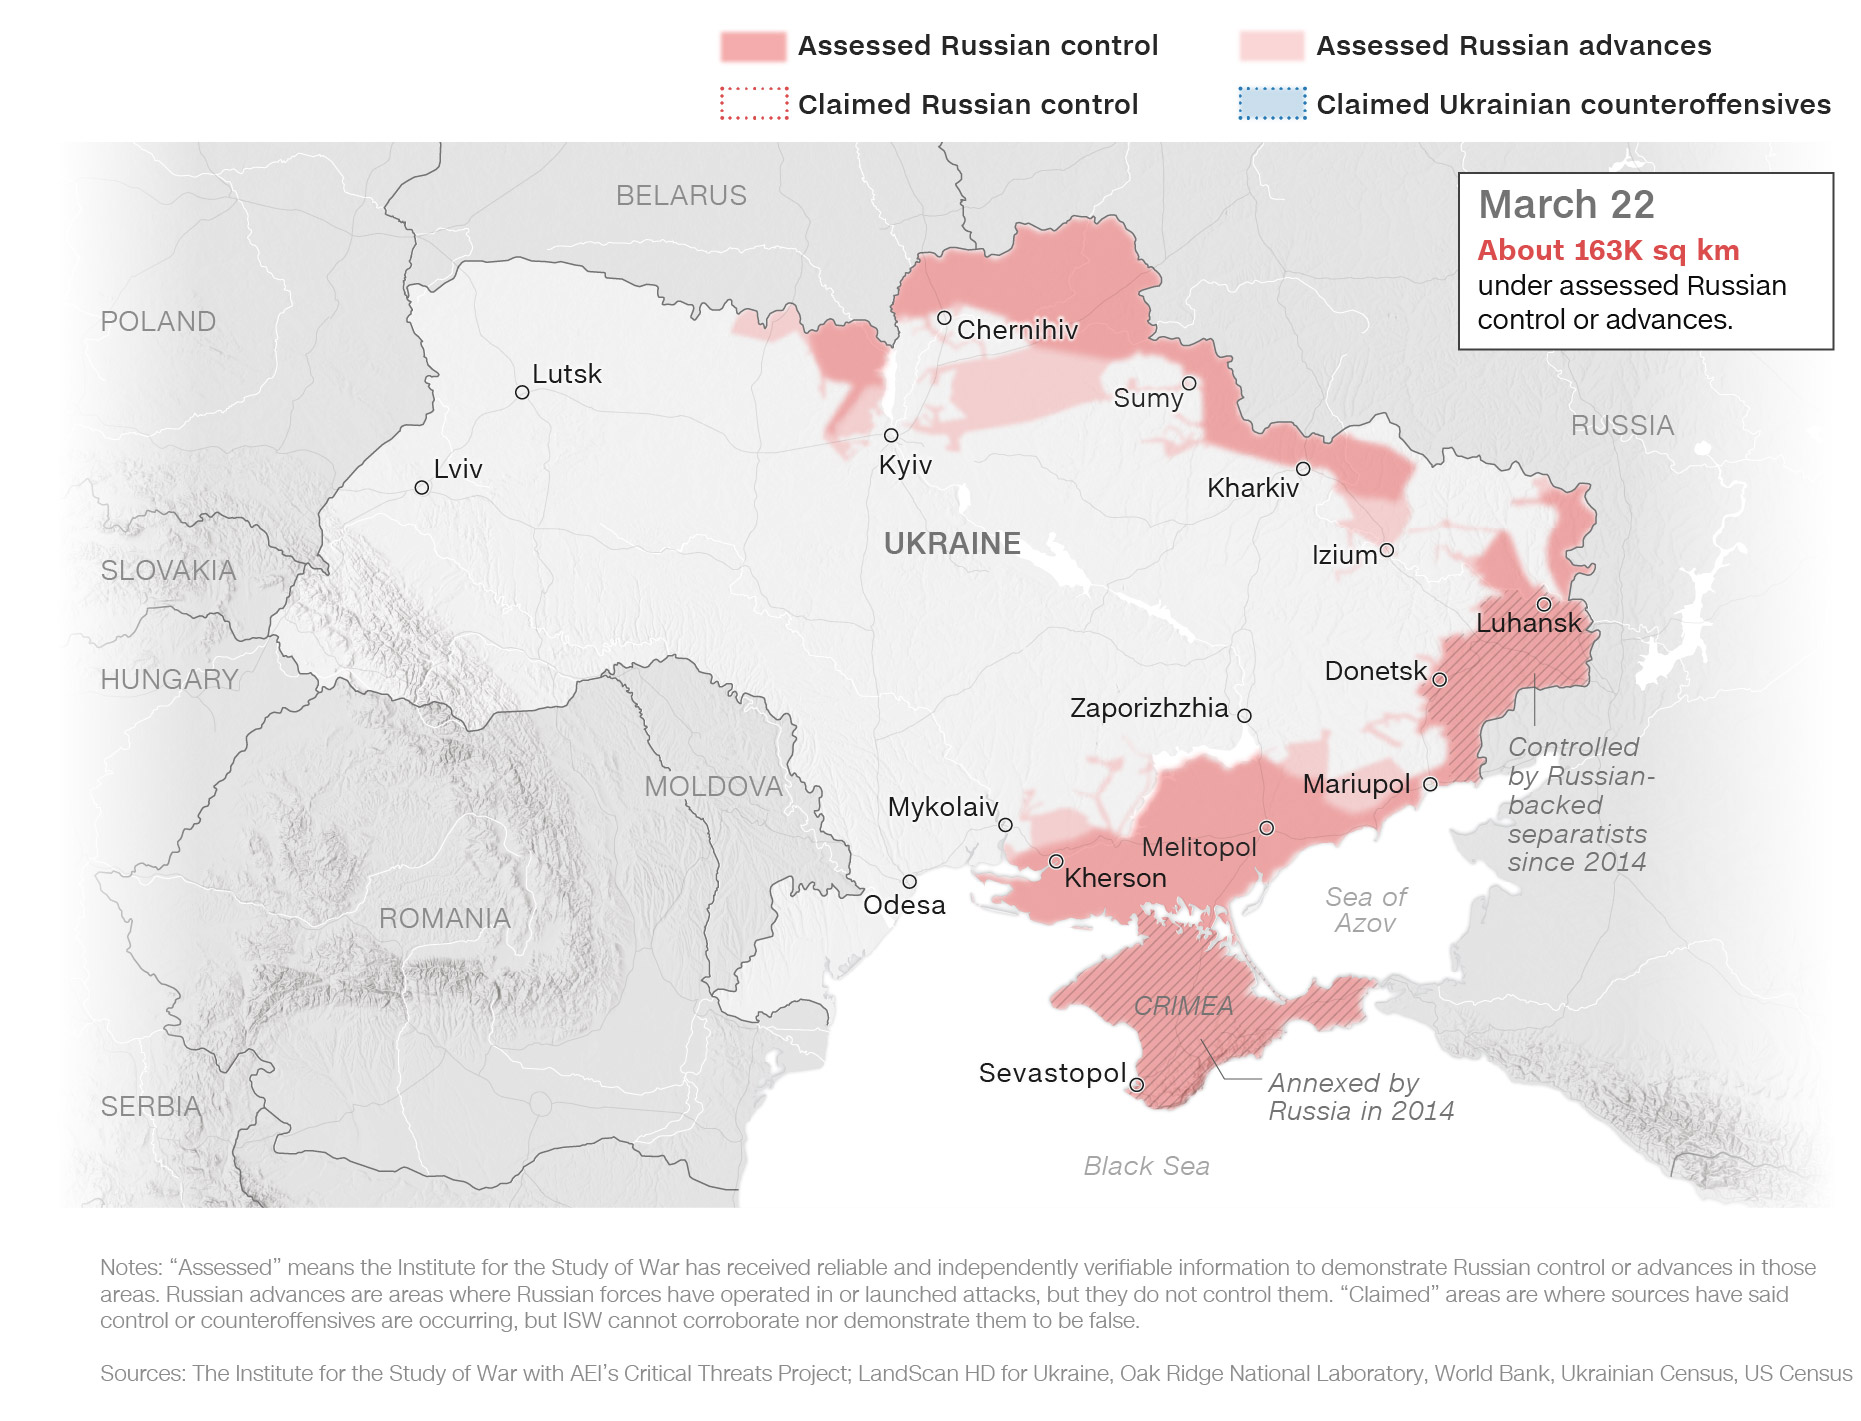 Assessed Russian control
Assessed Russian advances
Claimed Russian control
Claimed Ukrainian counteroffensives
March 22
About 163K sq km
under assessed Russian
control or advances.
BELARUS
POLAND
Chernihiv
Lutsk
Sumy
RUSSIA
Lviv
Kyiv
Kharkiv
UKRAINE
Izium
SLOVAKIA
Luhansk
HUNGARY
Donetsk
Zaporizhzhia
Controlled
by Russian-
backed
separatists
since 2014
MOLDOVA
Mariupol
Mykolaiv
Melitopol
Kherson
Odesa
Sea of
Azov
ROMANIA
CRIMEA
Sevastopol
Annexed by
Russia in 2014
SERBIA
Black Sea
Notes: “Assessed” means the Institute for the Study of War has received reliable and independently verifiable information to demonstrate Russian control or advances in those
areas. Russian advances are areas where Russian forces have operated in or launched attacks, but they do not control them. “Claimed” areas are where sources have said
control or counteroffensives are occurring, but ISW cannot corroborate nor demonstrate them to be false.
Sources: The Institute for the Study of War with AEI’s Critical Threats Project; LandScan HD for Ukraine, Oak Ridge National Laboratory, World Bank, Ukrainian Census, US Census